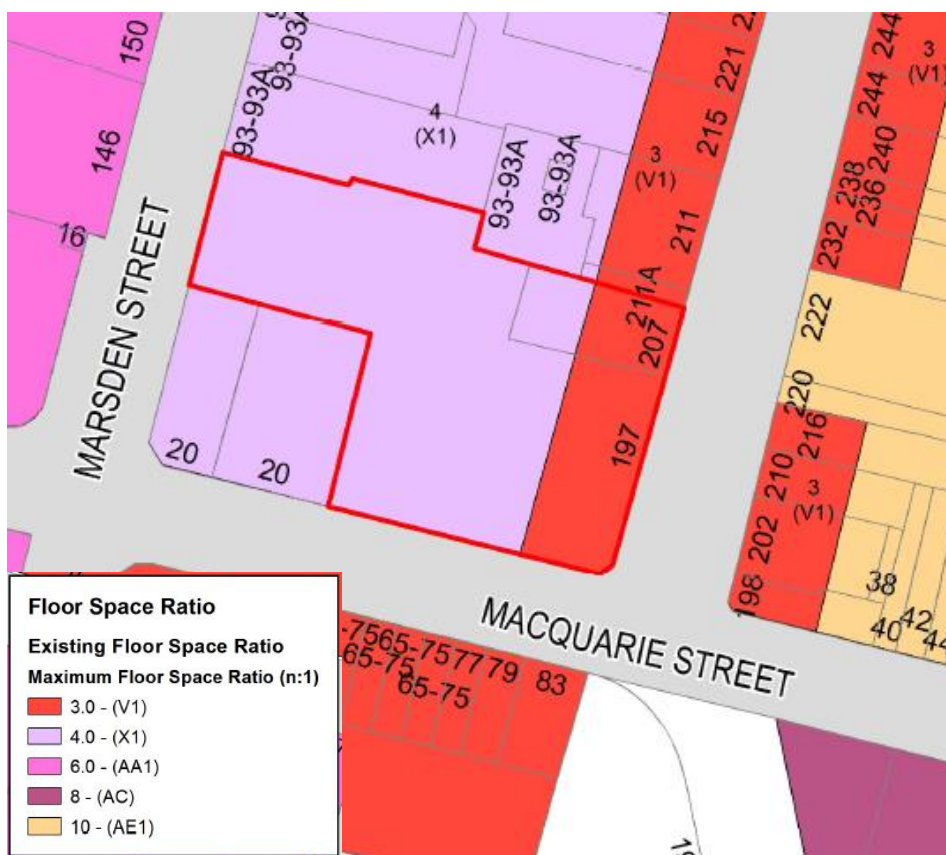 150
93-93A
93-93A
146
16
MARSDEN STREET
4
(X1)
93-93A
93-93A
3
(V1)
221
215
211
211A
207
197
20
20
244
244
3
(V1)
240
238
236
232
222
220
216
210
3
(V1)
202
198
38
40
42
44
MACQUARIE STREET
65-75
65-75
65-75
77
79
83
Floor Space Ratio
Existing Floor Space Ratio
Maximum Floor Space Ratio (n:1)
3.0 - (V1)
4.0 - (X1)
6.0 - (AA1)
8 - (AC)
10 - (AE1)